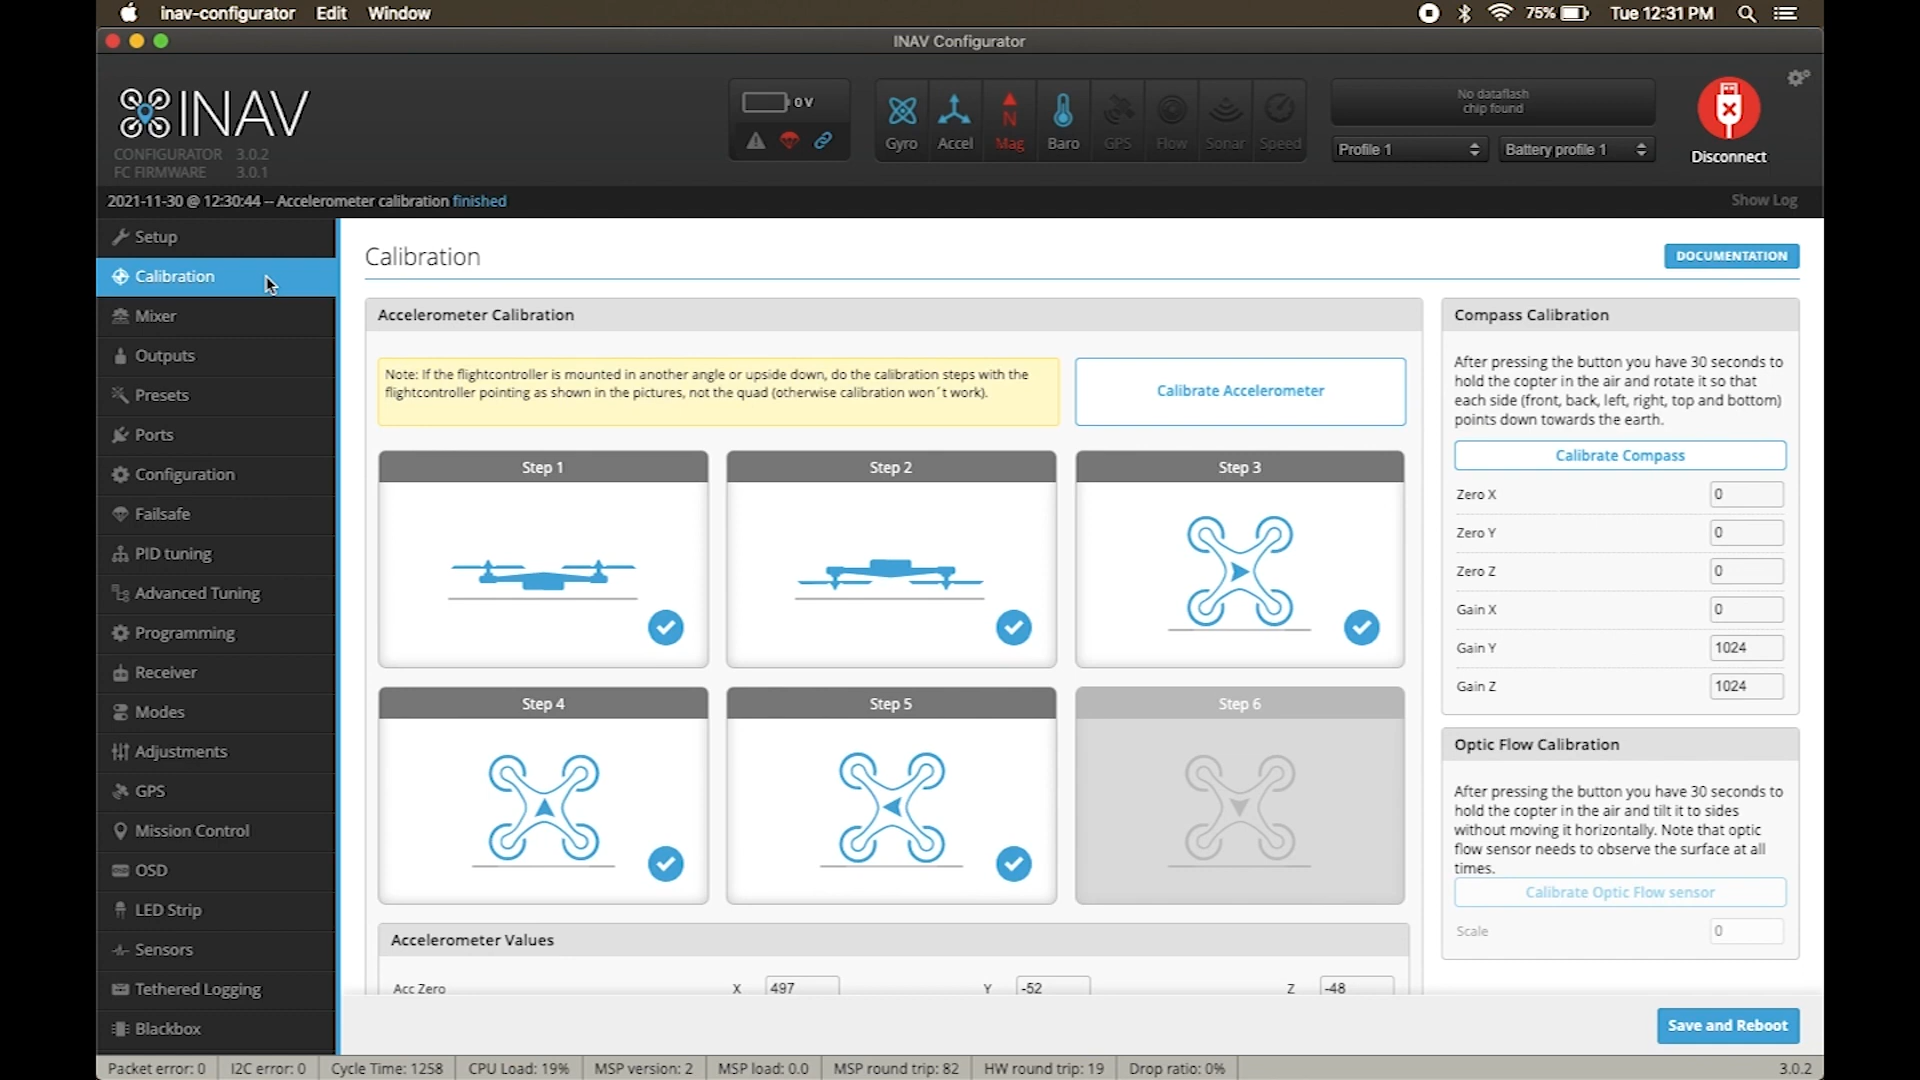 inav-configurator Edit Window
75% Tue 12:31 PM
INAV Configurator
INAV
CONFIGURATOR 3.0.2
FC FIRMWARE 3.0.1
0 V
Gyro Accel Mag Baro GPS Flow Sonar Speed
No dataflash
chip found
Profile 1
Battery profile 1
Disconnect
2021-11-30 @ 12:30:44 -- Accelerometer calibration finished
Show Log
Setup
Calibration
Mixer
Outputs
Presets
Ports
Configuration
Failsafe
PID tuning
Advanced Tuning
Programming
Receiver
Modes
Adjustments
GPS
Mission Control
OSD
LED Strip
Sensors
Tethered Logging
Blackbox
Calibration
DOCUMENTATION
Accelerometer Calibration
Note: If the flightcontroller is mounted in another angle or upside down, do the calibration steps with the
flightcontroller pointing as shown in the pictures, not the quad (otherwise calibration won´t work).
Calibrate Accelerometer
Step 1
Step 2
Step 3
Step 4
Step 5
Step 6
Accelerometer Values
Acc Zero X 497 Y -52 Z -48
Compass Calibration
After pressing the button you have 30 seconds to
hold the copter in the air and rotate it so that
each side (front, back, left, right, top and bottom)
points down towards the earth.
Calibrate Compass
Zero X 0
Zero Y 0
Zero Z 0
Gain X 0
Gain Y 1024
Gain Z 1024
Optic Flow Calibration
After pressing the button you have 30 seconds to
hold the copter in the air and tilt it to sides
without moving it horizontally. Note that optic
flow sensor needs to observe the surface at all
times.
Calibrate Optic Flow sensor
Scale 0
Save and Reboot
Packet error: 0 I2C error: 0 Cycle Time: 1258 CPU Load: 19% MSP version: 2 MSP load: 0.0 MSP round trip: 82 HW round trip: 19 Drop ratio: 0% 3.0.2